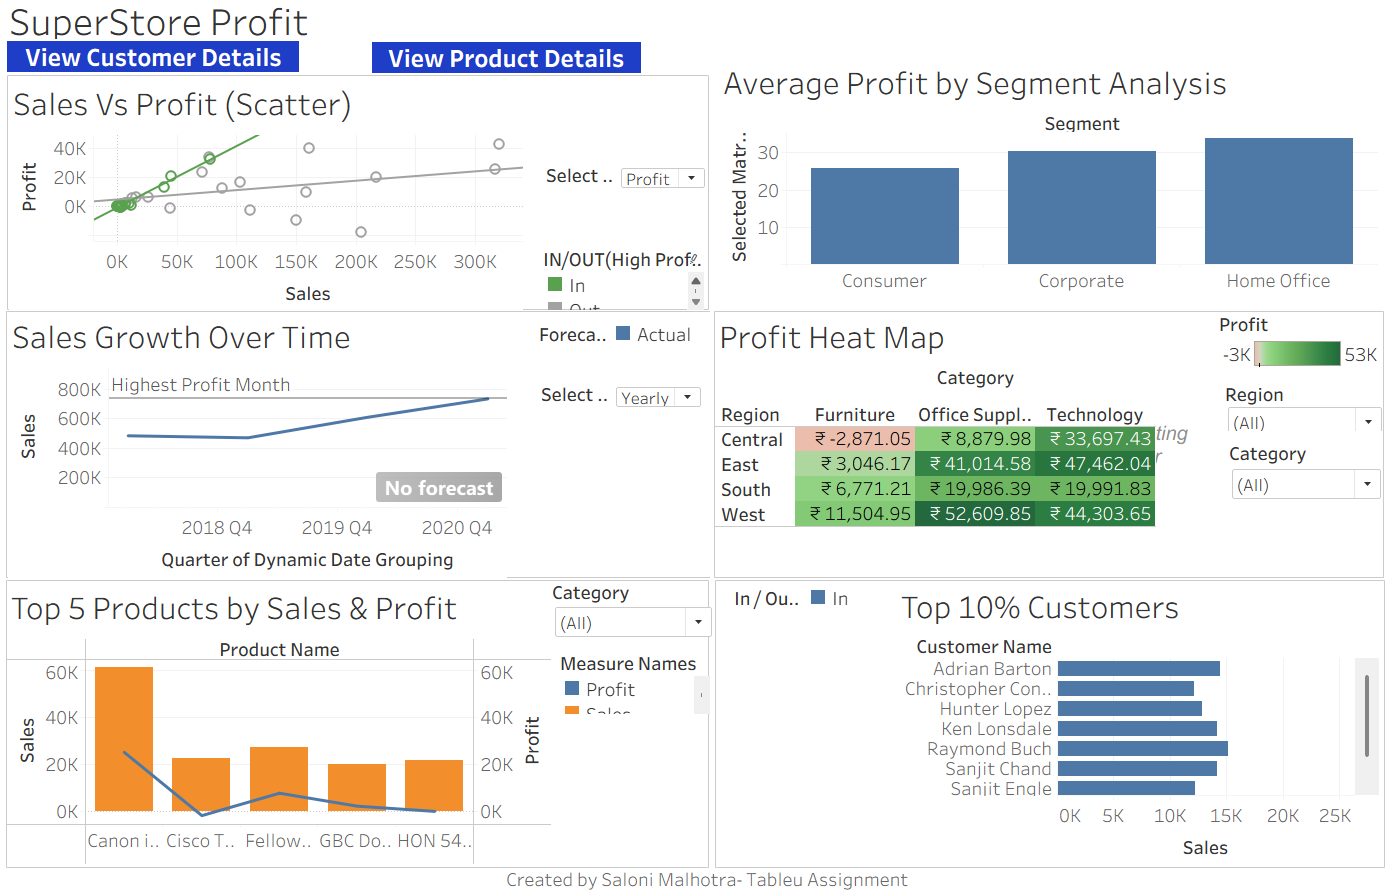 SuperStore Profit
View Customer Details
View Product Details
Sales Vs Profit (Scatter)
Profit
40K
20K
0K
0K
50K
100K
150K
200K
250K
300K
Sales
Select ..
Profit
IN/OUT(High Prof..
In
Out
Average Profit by Segment Analysis
Segment
Selected Matr..
30
20
10
Consumer
Corporate
Home Office
Sales Growth Over Time
Foreca..
Actual
Select ..
Yearly
Sales
800K
600K
400K
200K
Highest Profit Month
No forecast
2018 Q4
2019 Q4
2020 Q4
Quarter of Dynamic Date Grouping
Profit Heat Map
Profit
-3K
53K
Category
Region
Furniture
Office Suppl..
Technology
Central
₹ -2,871.05
₹ 8,879.98
₹ 33,697.43
East
₹ 3,046.17
₹ 41,014.58
₹ 47,462.04
South
₹ 6,771.21
₹ 19,986.39
₹ 19,991.83
West
₹ 11,504.95
₹ 52,609.85
₹ 44,303.65
Region
(All)
Category
(All)
Top 5 Products by Sales & Profit
Category
(All)
Measure Names
Profit
Sales
Product Name
Sales
60K
40K
20K
0K
60K
40K
20K
0K
Profit
Canon i..
Cisco T..
Fellow..
GBC Do..
HON 54..
In / Ou..
In
Top 10% Customers
Customer Name
Adrian Barton
Christopher Con..
Hunter Lopez
Ken Lonsdale
Raymond Buch
Sanjit Chand
Sanjit Engle
0K
5K
10K
15K
20K
25K
Sales
Created by Saloni Malhotra- Tableu Assignment